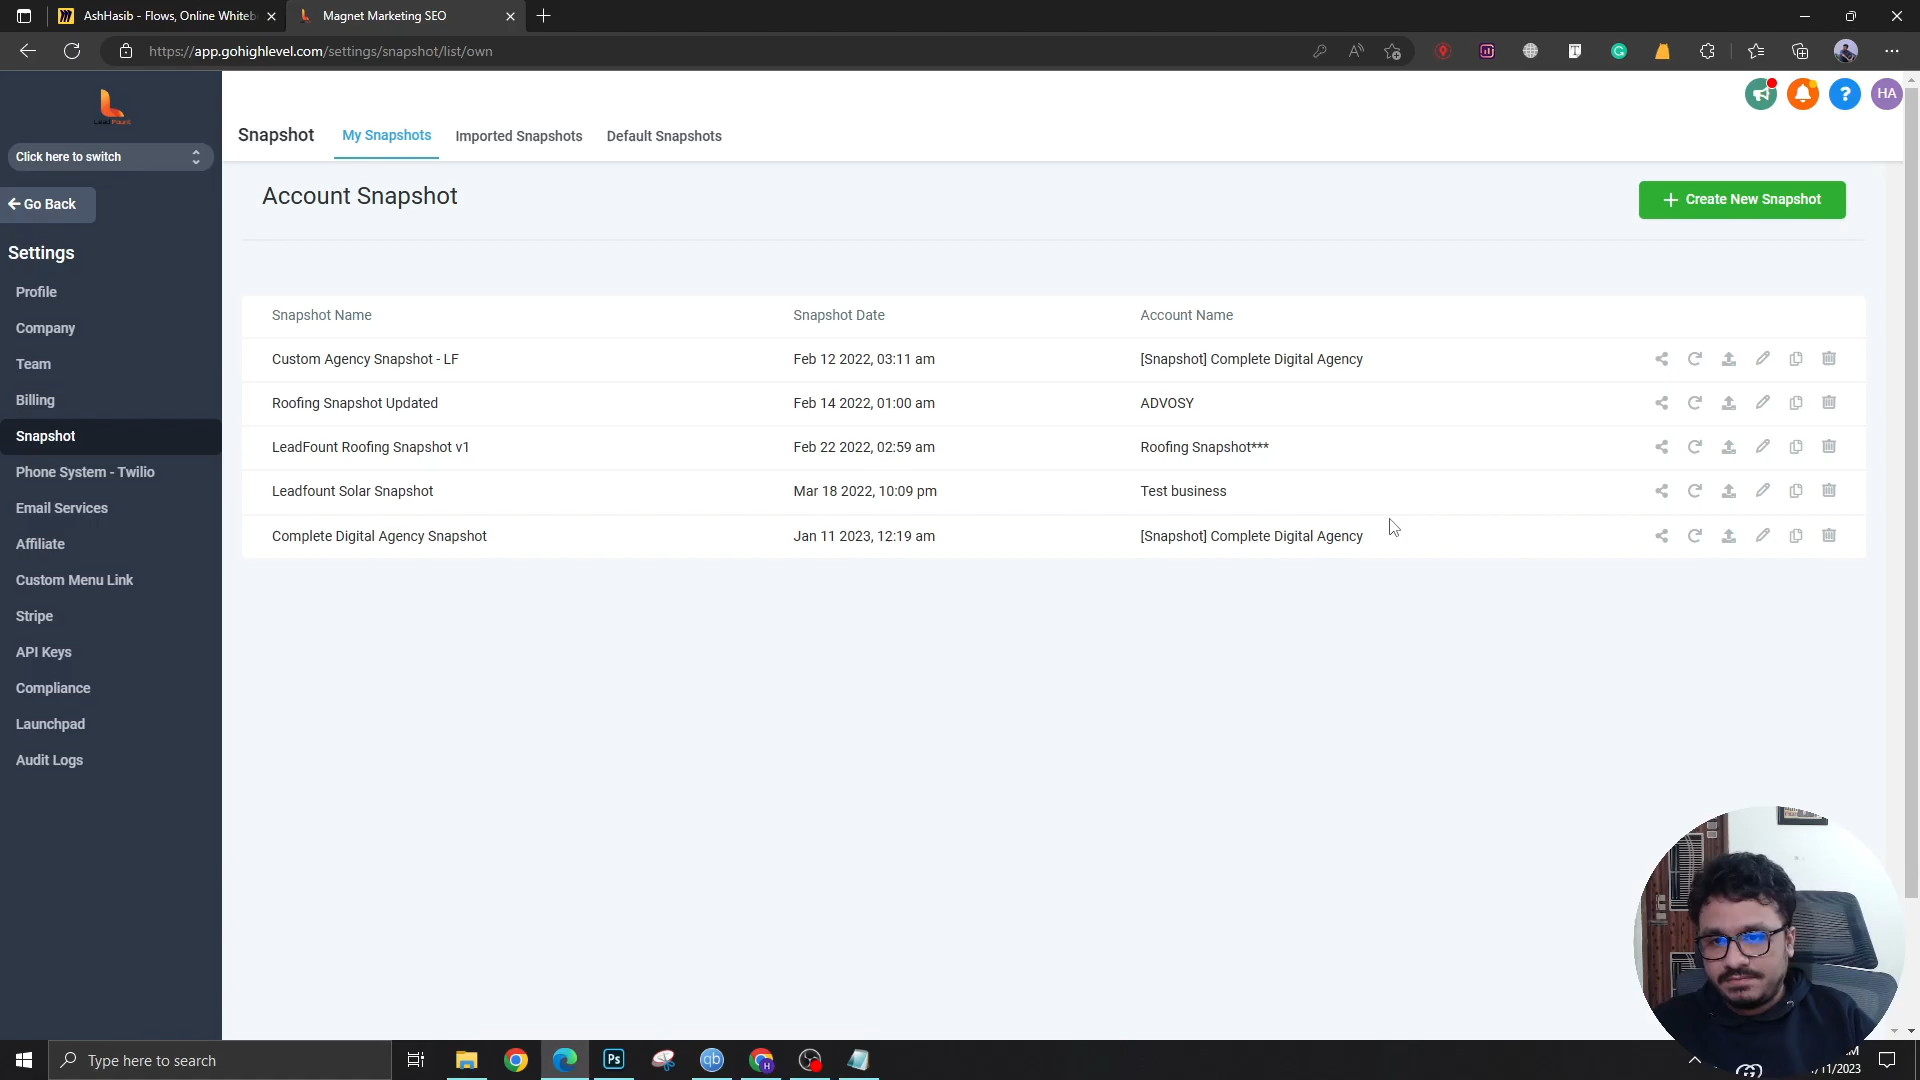 AshHasib - Flows, Online Whiteb
Magnet Marketing SEO
https://app.gohighlevel.com/settings/snapshot/list/own
HA
Snapshot
My Snapshots
Imported Snapshots
Default Snapshots
Click here to switch
Go Back
Account Snapshot
Create New Snapshot
Settings
Profile
Company
Team
Billing
Snapshot
Phone System - Twilio
Email Services
Affiliate
Custom Menu Link
Stripe
API Keys
Compliance
Launchpad
Audit Logs
Snapshot Name Snapshot Date Account Name
Custom Agency Snapshot - LF Feb 12 2022, 03:11 am [Snapshot] Complete Digital Agency
Roofing Snapshot Updated Feb 14 2022, 01:00 am ADVOSY
LeadFount Roofing Snapshot v1 Feb 22 2022, 02:59 am Roofing Snapshot***
Leadfount Solar Snapshot Mar 18 2022, 10:09 pm Test business
Complete Digital Agency Snapshot Jan 11 2023, 12:19 am [Snapshot] Complete Digital Agency
Type here to search
Ps
qb
/11/2023